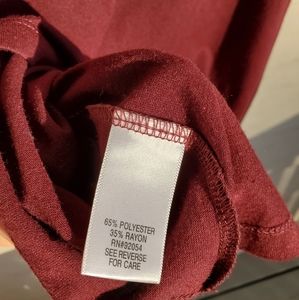 65% POLYESTER
35% RAYON
RN#92054
SEE REVERSE
FOR CARE